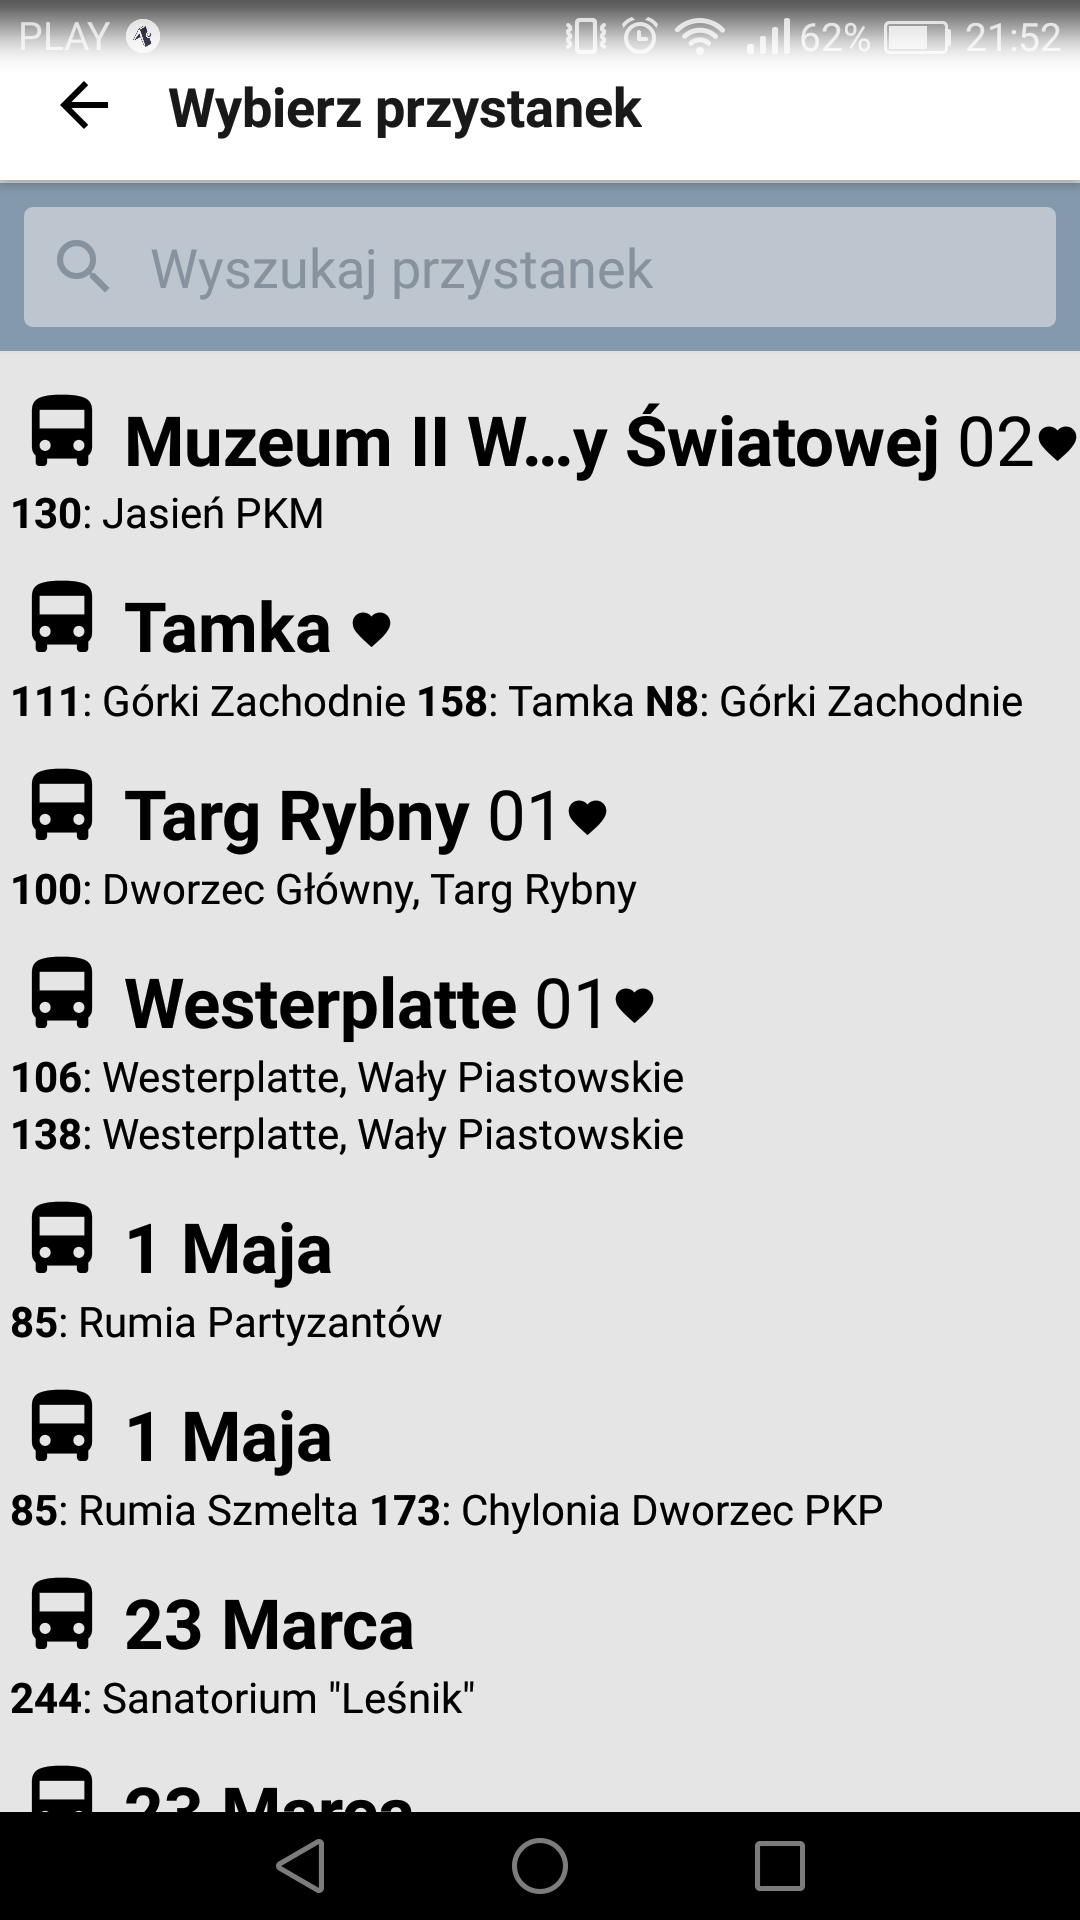 PLAY 62% 21:52
Wybierz przystanek
Wyszukaj przystanek
Muzeum II W...y Światowej 02
130: Jasień PKM
Tamka
111: Górki Zachodnie 158: Tamka N8: Górki Zachodnie
Targ Rybny 01
100: Dworzec Główny, Targ Rybny
Westerplatte 01
106: Westerplatte, Wały Piastowskie
138: Westerplatte, Wały Piastowskie
1 Maja
85: Rumia Partyzantów
1 Maja
85: Rumia Szmelta 173: Chylonia Dworzec PKP
23 Marca
244: Sanatorium "Leśnik"
23 Marca